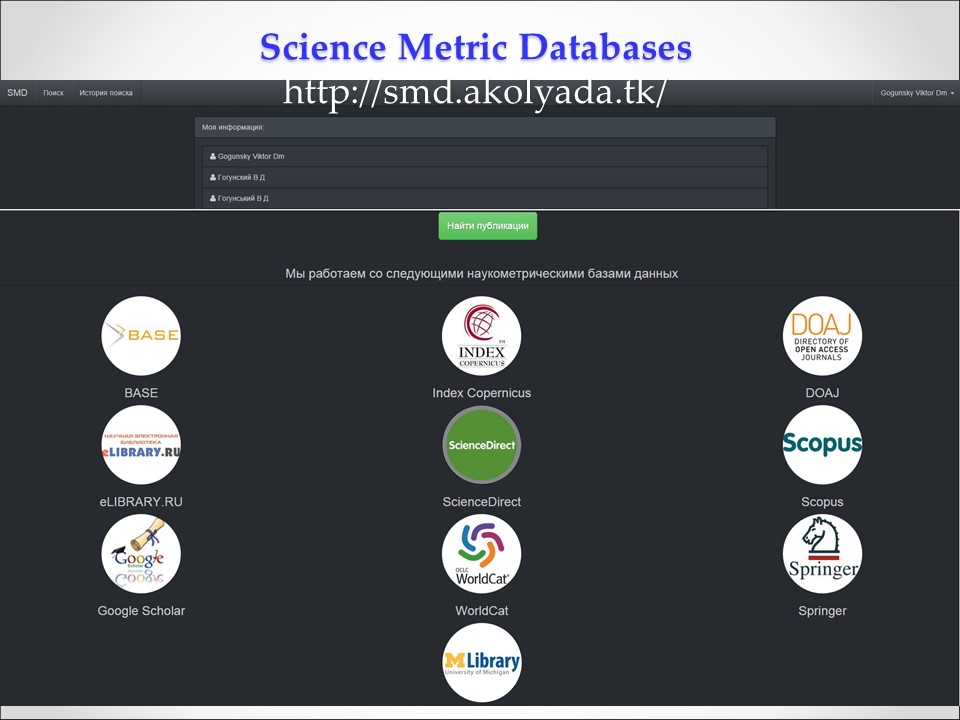 Science Metric Databases
http://smd.akolyada.tk/
SMD Поиск История поиска Gogunsky Viktor Dm
Моя информация:
Gogunsky Viktor Dm
Гогунский В Д
Гогунський В Д
Найти публикации
Мы работаем со следующими наукометрическими базами данных
BASE
INDEX
COPERNICUS
TM
DOAJ
DIRECTORY OF
OPEN ACCESS
JOURNALS
BASE Index Copernicus DOAJ
НАУЧНАЯ ЭЛЕКТРОННАЯ
БИБЛИОТЕКА
eLIBRARY.RU
ScienceDirect
Scopus
eLIBRARY.RU ScienceDirect Scopus
Google
Scholar
OCLC
WorldCat
Springer
Google Scholar WorldCat Springer
M Library
University of Michigan